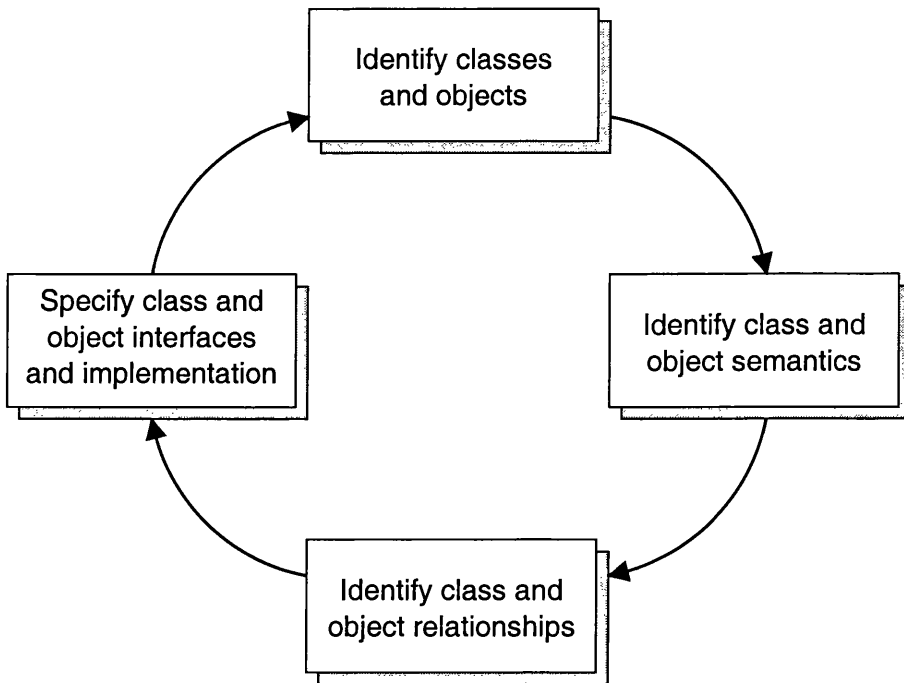 Identify classes
and objects
Identify class and
object semantics
Identify class and
object relationships
Specify class and
object interfaces
and implementation